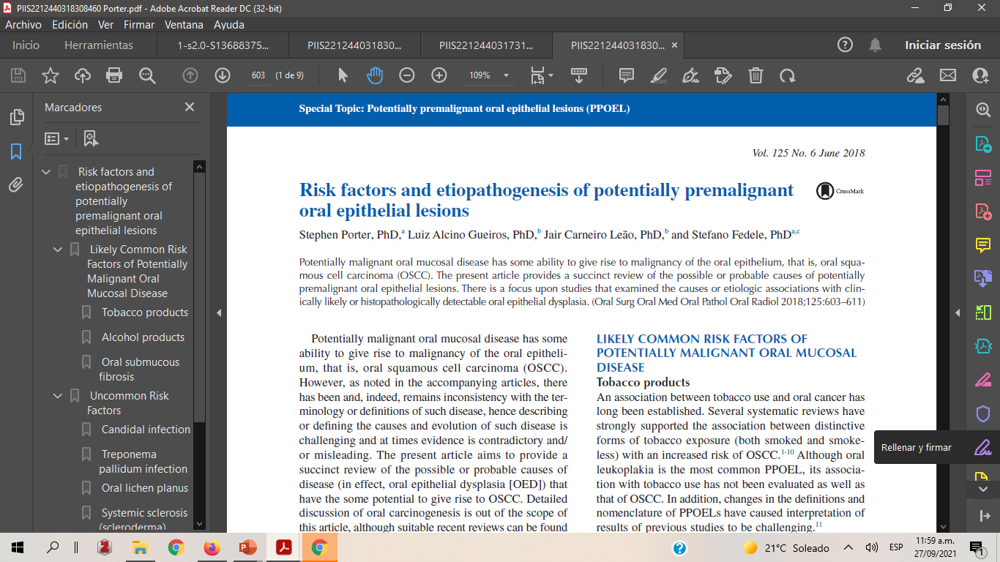 PIIS2212440318308460 Porter.pdf - Adobe Acrobat Reader DC (32-bit)
Archivo Edición Ver Firmar Ventana Ayuda
Inicio Herramientas 1-s2.0-S13688375... PIIS221244031830... PIIS221244031731... PIIS221244031830... ×
Iniciar sesión
603 (1 de 9) 109%
Marcadores
Risk factors and
etiopathogenesis of
potentially
premalignant oral
epithelial lesions
Likely Common Risk
Factors of Potentially
Malignant Oral
Mucosal Disease
Tobacco products
Alcohol products
Oral submucous
fibrosis
Uncommon Risk
Factors
Candidal infection
Treponema
pallidum infection
Oral lichen planus
Systemic sclerosis
(scleroderma)
Special Topic: Potentially premalignant oral epithelial lesions (PPOEL)
Vol. 125 No. 6 June 2018
Risk factors and etiopathogenesis of potentially premalignant
oral epithelial lesions
CrossMark
Stephen Porter, PhD,a Luiz Alcino Gueiros, PhD,b Jair Carneiro Leão, PhD,b and Stefano Fedele, PhDa,c
Potentially malignant oral mucosal disease has some ability to give rise to malignancy of the oral epithelium, that is, oral squa-
mous cell carcinoma (OSCC). The present article provides a succinct review of the possible or probable causes of potentially
premalignant oral epithelial lesions. There is a focus upon studies that examined the causes or etiologic associations with clin-
ically likely or histopathologically detectable oral epithelial dysplasia. (Oral Surg Oral Med Oral Pathol Oral Radiol 2018;125:603–611)
Potentially malignant oral mucosal disease has some
ability to give rise to malignancy of the oral epitheli-
um, that is, oral squamous cell carcinoma (OSCC).
However, as noted in the accompanying articles, there
has been and, indeed, remains inconsistency with the ter-
minology or definitions of such disease, hence describing
or defining the causes and evolution of such disease is
challenging and at times evidence is contradictory and/
or misleading. The present article aims to provide a
succinct review of the possible or probable causes of
disease (in effect, oral epithelial dysplasia [OED]) that
have the some potential to give rise to OSCC. Detailed
discussion of oral carcinogenesis is out of the scope of
this article, although suitable recent reviews can be found
LIKELY COMMON RISK FACTORS OF
POTENTIALLY MALIGNANT ORAL MUCOSAL
DISEASE
Tobacco products
An association between tobacco use and oral cancer has
long been established. Several systematic reviews have
strongly supported the association between distinctive
forms of tobacco exposure (both smoked and smoke-
less) with an increased risk of OSCC.1-10 Although oral
leukoplakia is the most common PPOEL, its associa-
tion with tobacco use has not been evaluated as well as
that of OSCC. In addition, changes in the definitions and
nomenclature of PPOELs have caused interpretation of
results of previous studies to be challenging.11
Rellenar y firmar
21°C Soleado ESP
11:59 a.m.
27/09/2021
1